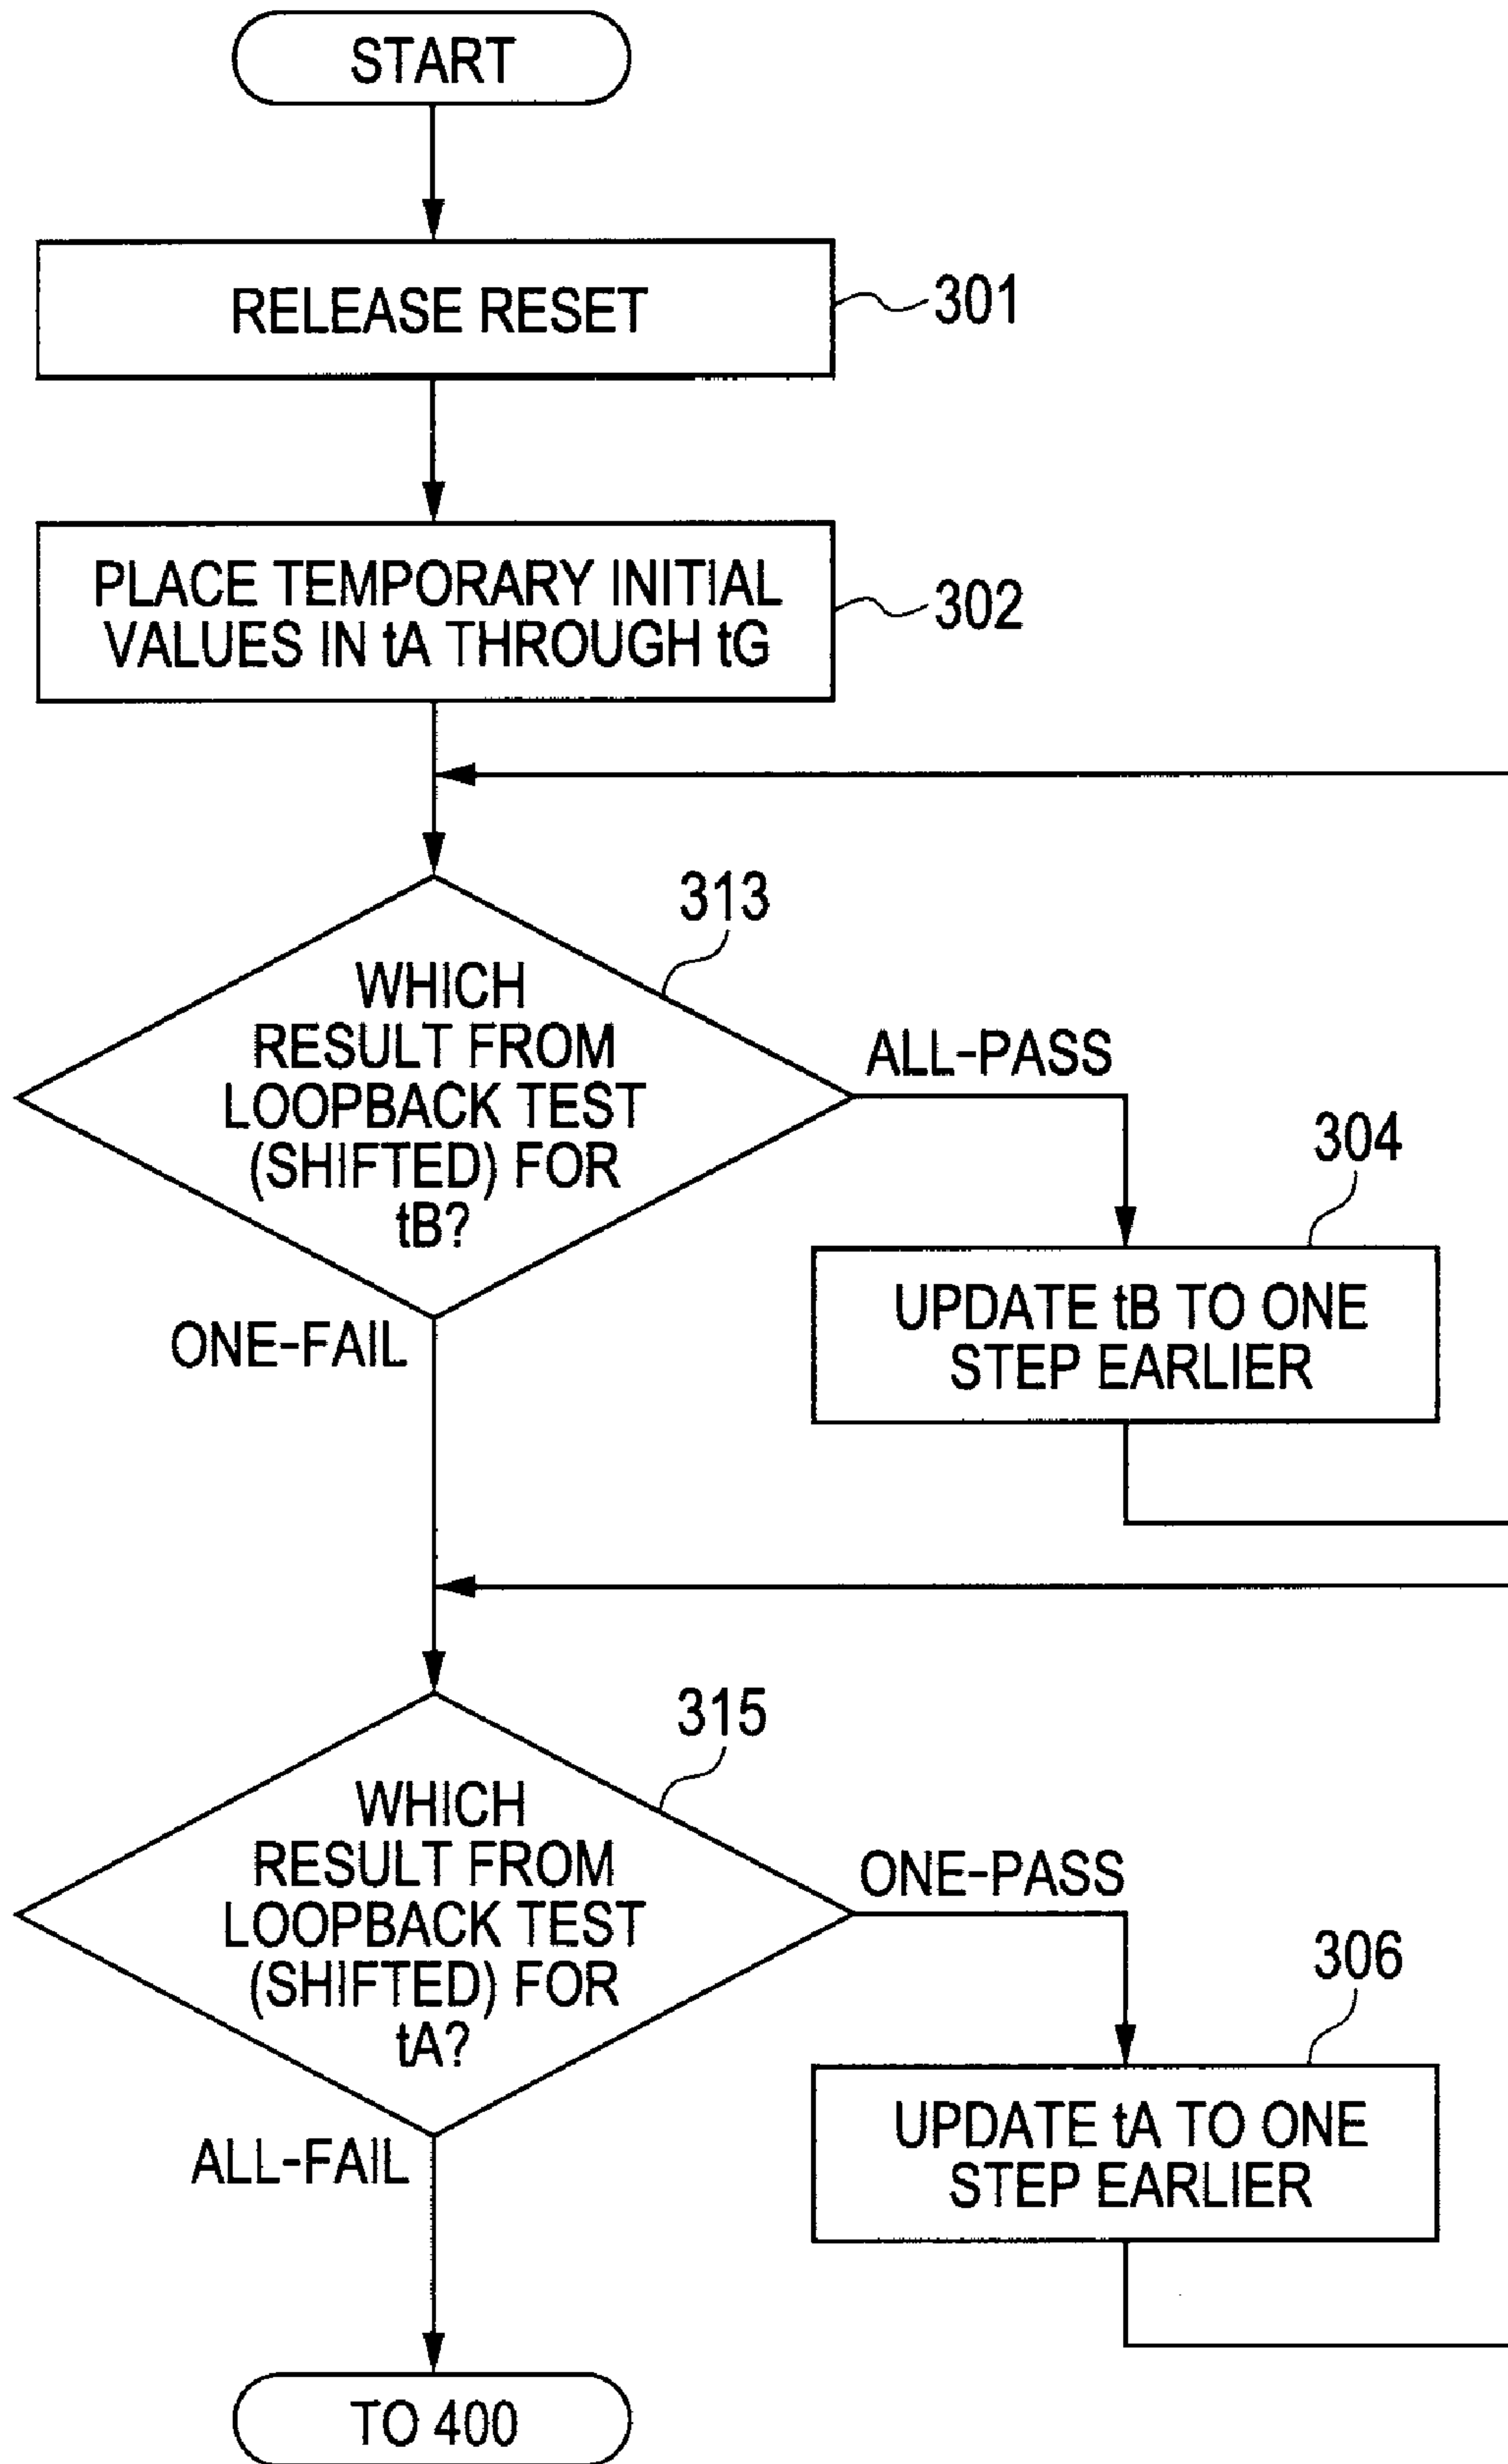 START
RELEASE RESET
301
PLACE TEMPORARY INITIAL
VALUES IN tA THROUGH tG
302
313
WHICH
RESULT FROM
LOOPBACK TEST
(SHIFTED) FOR
tB?
ALL-PASS
304
UPDATE tB TO ONE
STEP EARLIER
ONE-FAIL
315
WHICH
RESULT FROM
LOOPBACK TEST
(SHIFTED) FOR
tA?
ONE-PASS
306
UPDATE tA TO ONE
STEP EARLIER
ALL-FAIL
TO 400